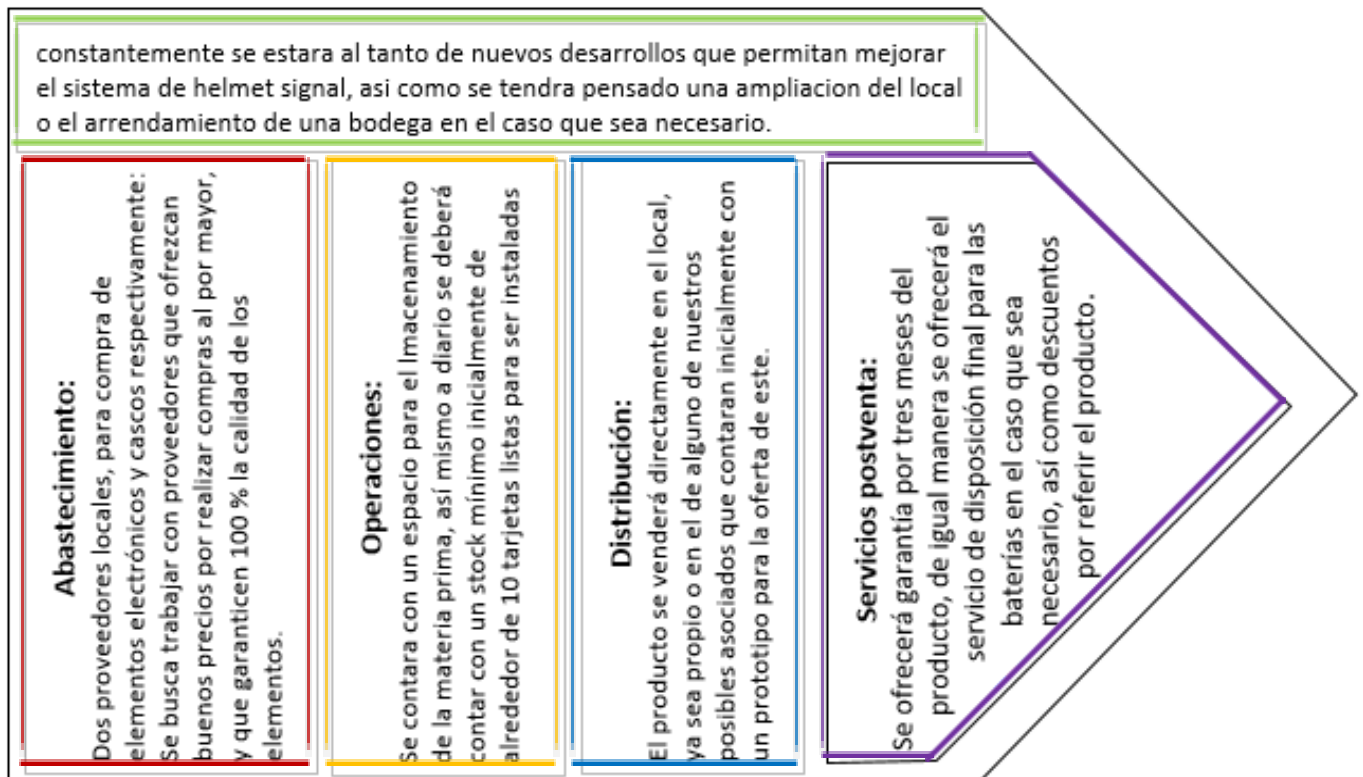 constantemente se estara al tanto de nuevos desarrollos que permitan mejorar
el sistema de helmet signal, asi como se tendra pensado una ampliacion del local
o el arrendamiento de una bodega en el caso que sea necesario.
Abastecimiento:
Dos proveedores locales, para compra de
elementos electrónicos y cascos respectivamente:
Se busca trabajar con proveedores que ofrezcan
buenos precios por realizar compras al por mayor,
y que garanticen 100 % la calidad de los
elementos.
Operaciones:
Se contara con un espacio para el lmacenamiento
de la materia prima, así mismo a diario se deberá
contar con un stock mínimo inicialmente de
alrededor de 10 tarjetas listas para ser instaladas
Distribución:
El producto se venderá directamente en el local,
ya sea propio o en el de alguno de nuestros
posibles asociados que contaran inicialmente con
un prototipo para la oferta de este.
Servicios postventa:
Se ofrecerá garantía por tres meses del
producto, de igual manera se ofrecerá el
servicio de disposición final para las
baterías en el caso que sea
necesario, así como descuentos
por referir el producto.